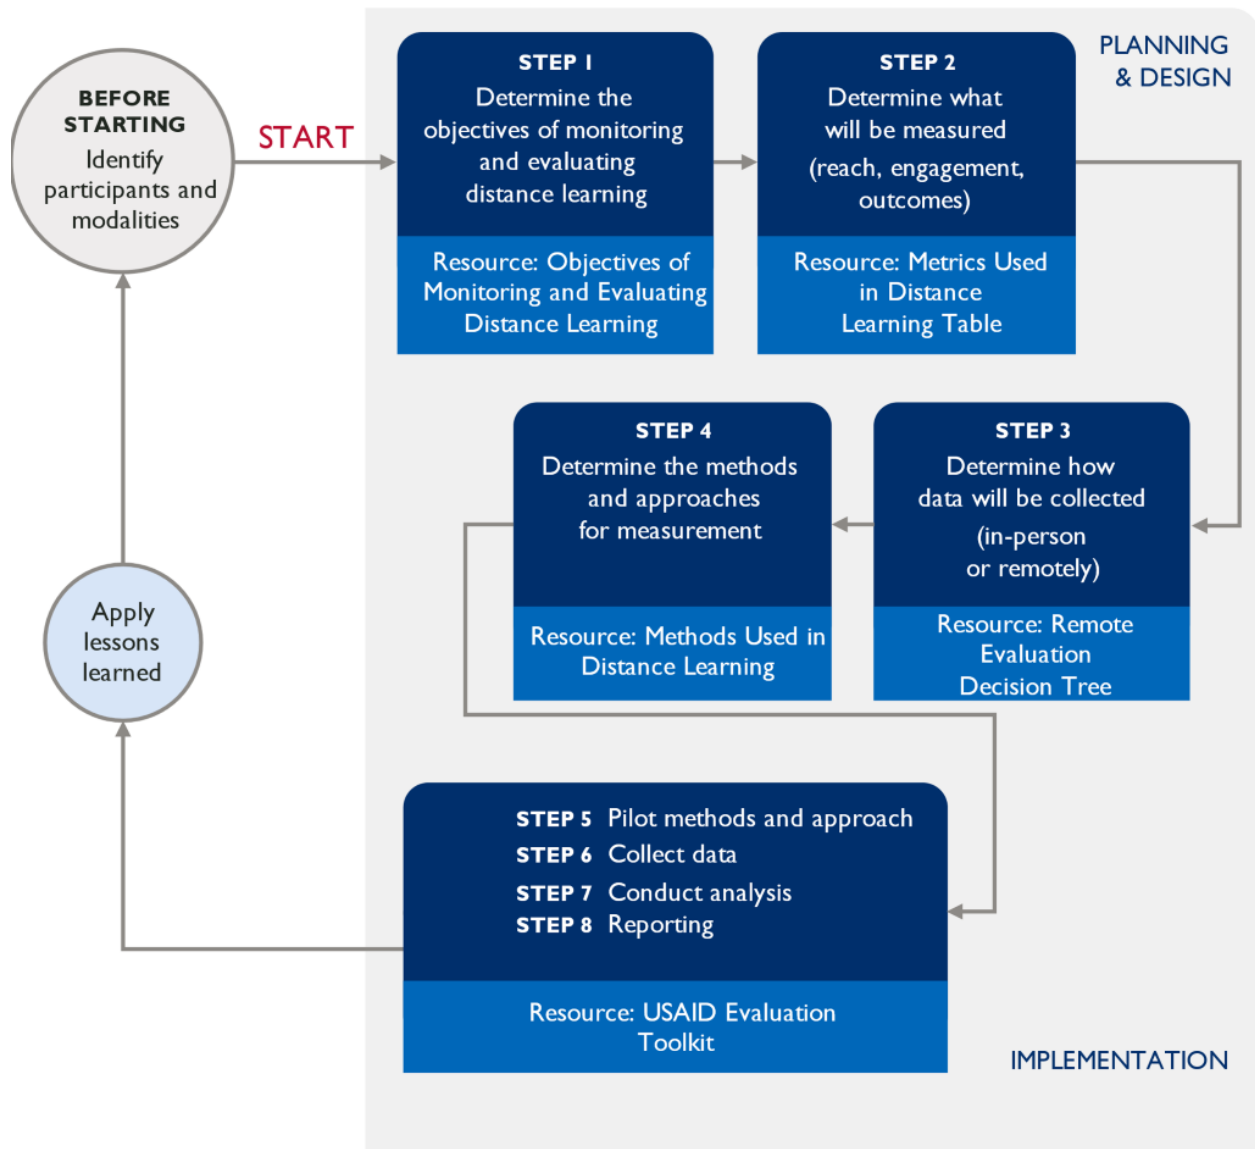 PLANNING
& DESIGN
BEFORE
STARTING
Identify
participants and
modalities
START
STEP 1
Determine the
objectives of monitoring
and evaluating
distance learning
Resource: Objectives of
Monitoring and Evaluating
Distance Learning
STEP 2
Determine what
will be measured
(reach, engagement,
outcomes)
Resource: Metrics Used
in Distance
Learning Table
STEP 3
Determine how
data will be collected
(in-person
or remotely)
Resource: Remote
Evaluation
Decision Tree
STEP 4
Determine the methods
and approaches
for measurement
Resource: Methods Used in
Distance Learning
STEP 5 Pilot methods and approach
STEP 6 Collect data
STEP 7 Conduct analysis
STEP 8 Reporting
Resource: USAID Evaluation
Toolkit
IMPLEMENTATION
Apply
lessons
learned